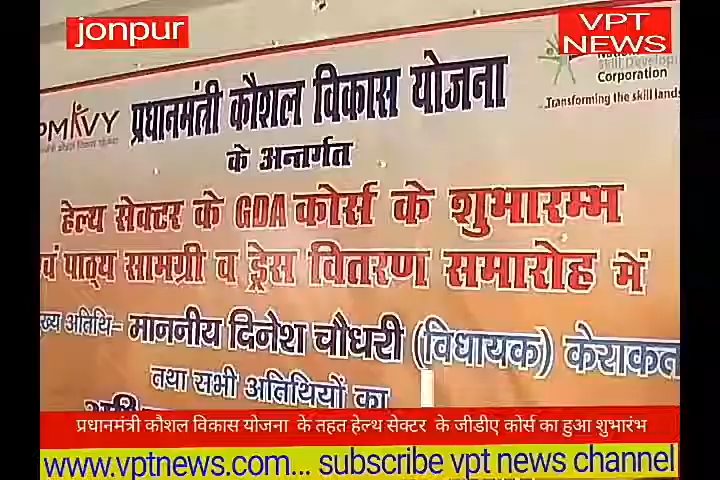 jonpur
VPT
NEWS
Skill Develop
Corporation
Transforming the skill lands
PMKVY
प्रधानमंत्री कौशल विकास योजना
के अन्तर्गत
हेल्थ सेक्टर के GDA कोर्स के शुभारम्भ
वं पाठ्य सामग्री व ड्रेस वितरण समारोह में
ख्य अतिथि- माननीय दिनेश चौधरी (विधायक) केराकत
तथा सभी अतिथियों का
प्रधानमंत्री कौशल विकास योजना के तहत हेल्थ सेक्टर के जीडीए कोर्स का हुआ शुभारंभ
www.vptnews.com... subscribe vpt news channel